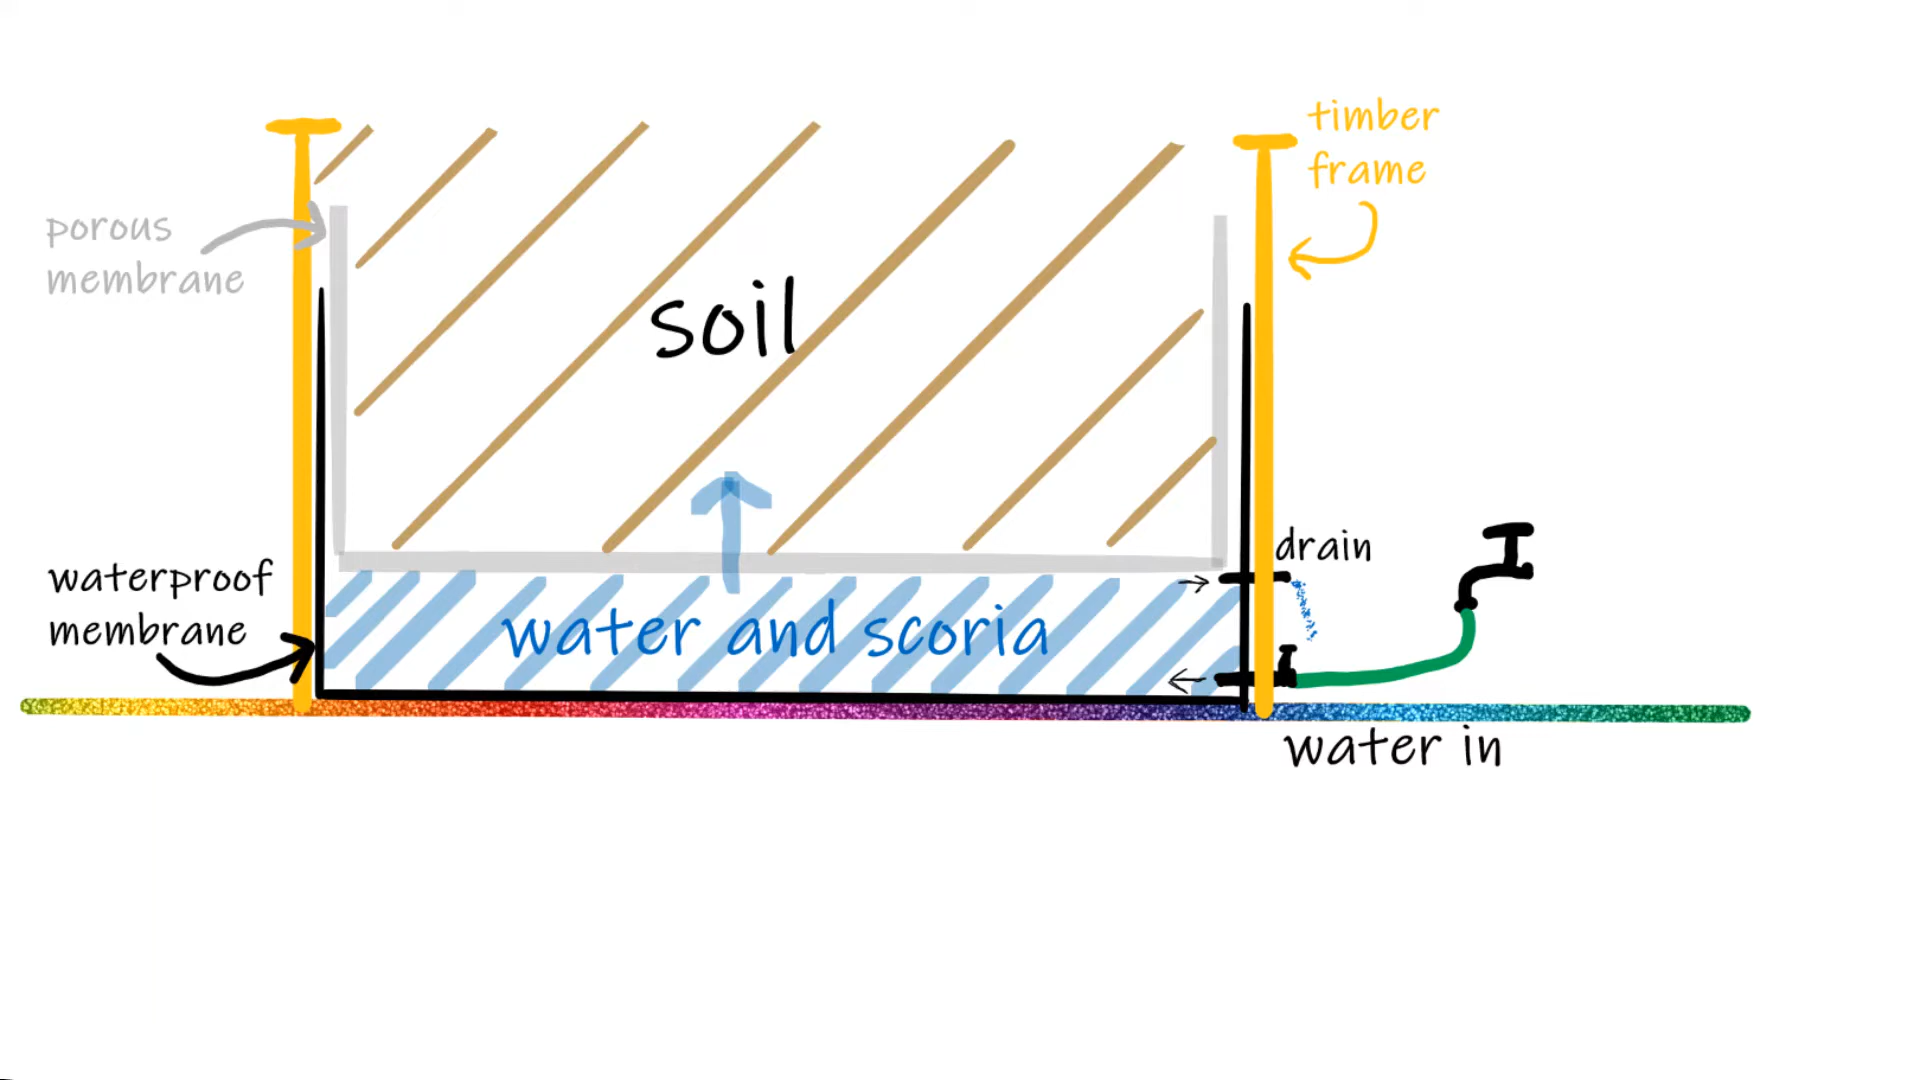 timber
frame
porous
membrane
soil
drain
waterproof
membrane
water and scoria
water in